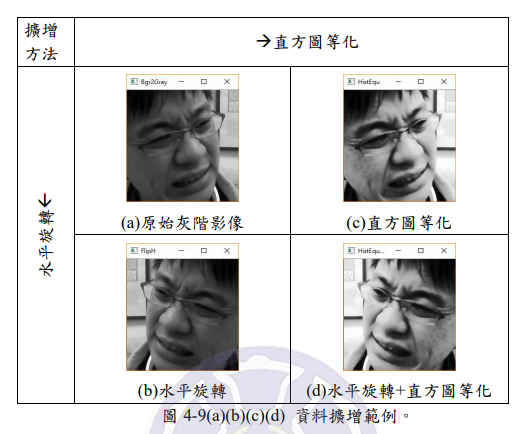 擴增
方法
→直方圖等化
水平旋轉←
Bgr2Gray
HistEqu
(a)原始灰階影像
(c)直方圖等化
FlipH
HistEqu...
(b)水平旋轉
(d)水平旋轉+直方圖等化
圖 4-9(a)(b)(c)(d) 資料擴增範例。